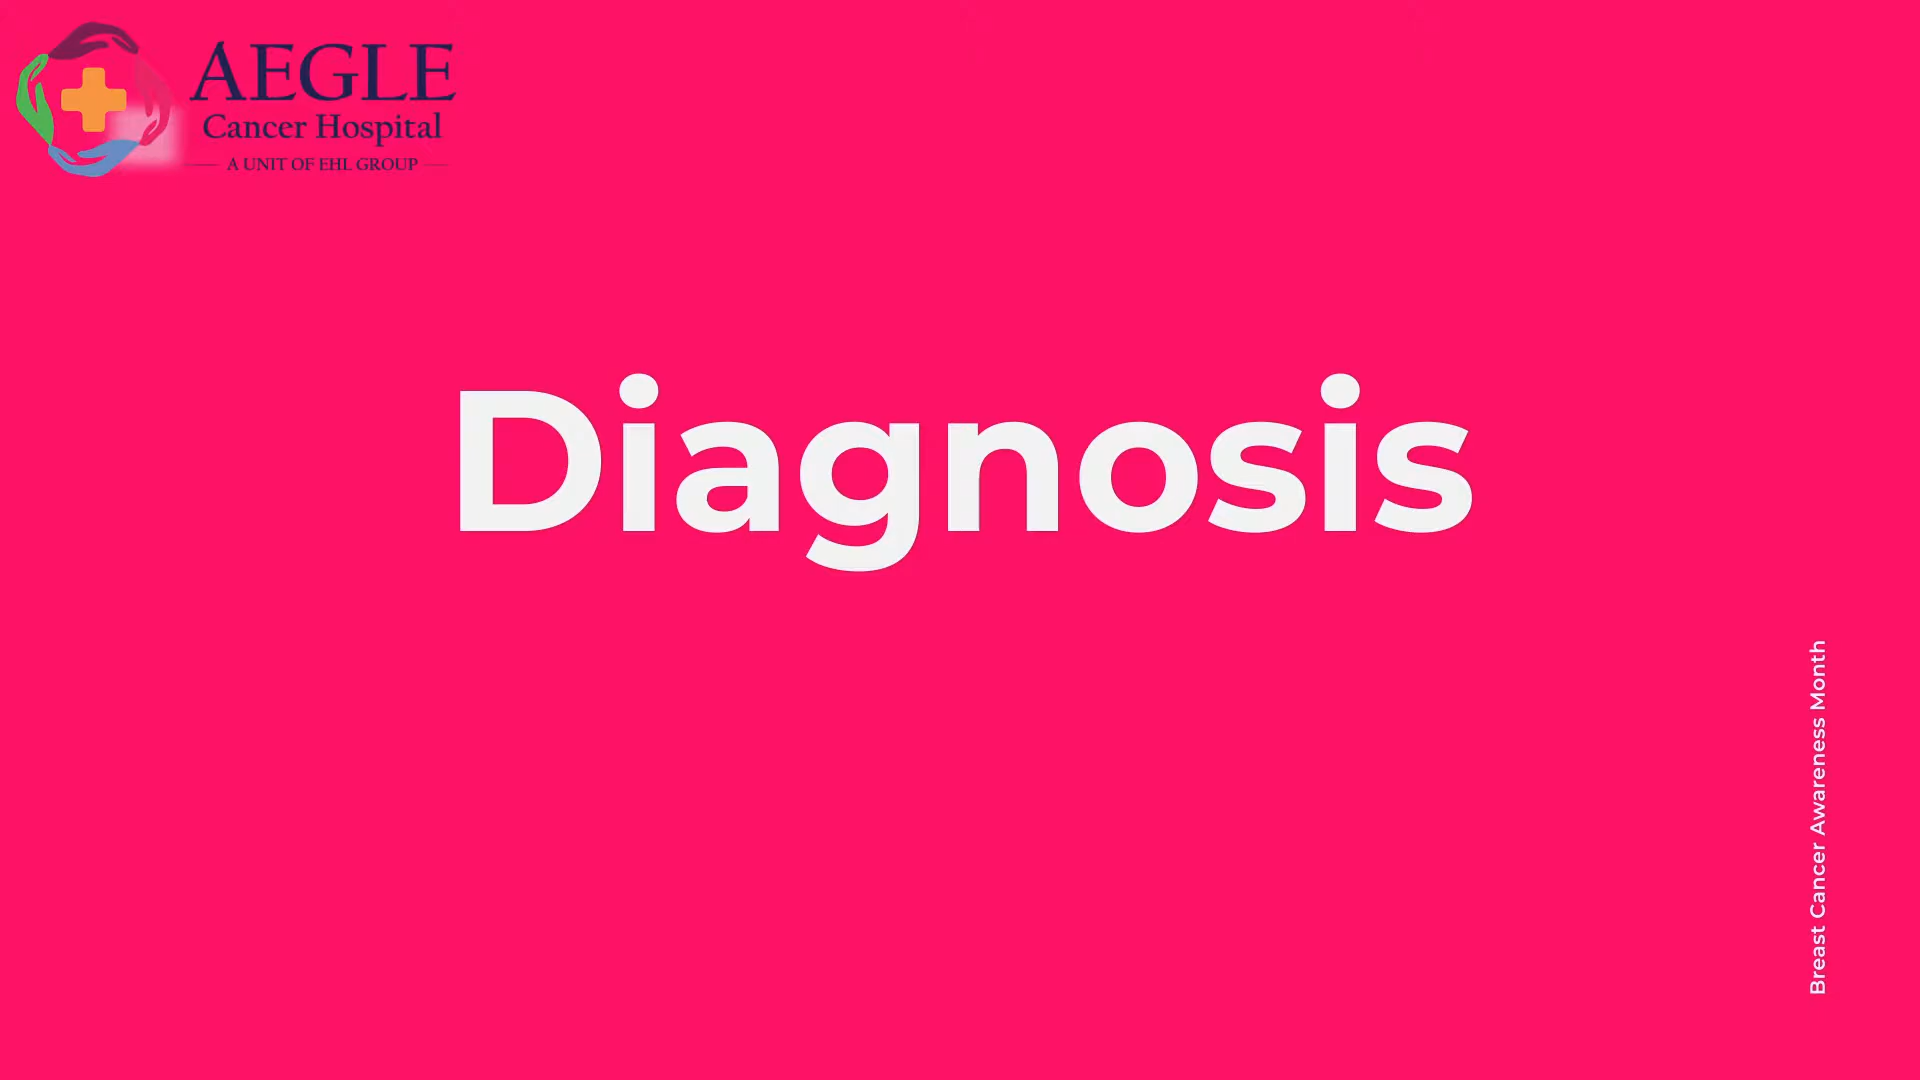 AEGLE
Cancer Hospital
A UNIT OF EHL GROUP
Diagnosis
Breast Cancer Awareness Month